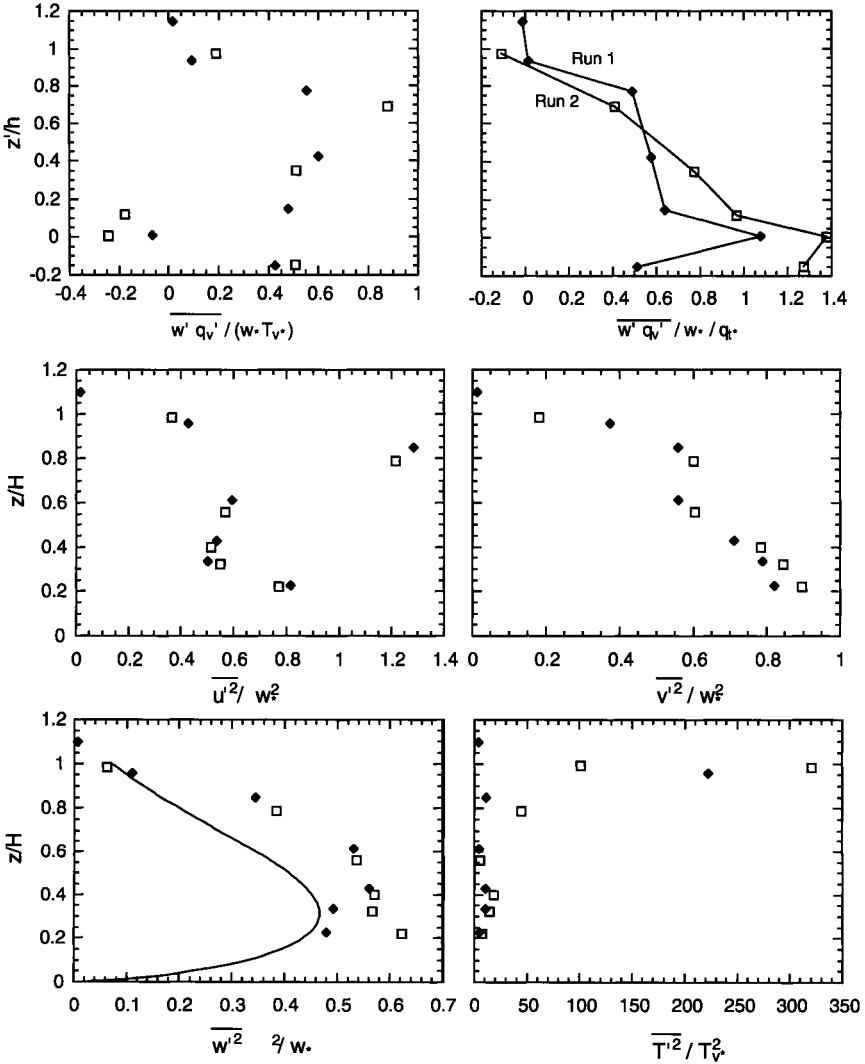 1.2
1
0.8
0.6
0.4
0.2
0
-0.2
z'/h
-0.4 -0.2 0 0.2 0.4 0.6 0.8 1
w' qv' / (w* Tv*)
Run 1
Run 2
-0.2 0 0.2 0.4 0.6 0.8 1 1.2 1.4
w' qv' / w* / qt*
1.2
1
0.8
0.6
0.4
0.2
0
z/H
0 0.2 0.4 0.6 0.8 1 1.2 1.4
u'2 / w*2
0 0.2 0.4 0.6 0.8 1
v'2 / w*2
1.2
1
0.8
0.6
0.4
0.2
0
z/H
0 0.1 0.2 0.3 0.4 0.5 0.6 0.7
w'2 2/ w*
0 50 100 150 200 250 300 350
T'2 / Tv*2